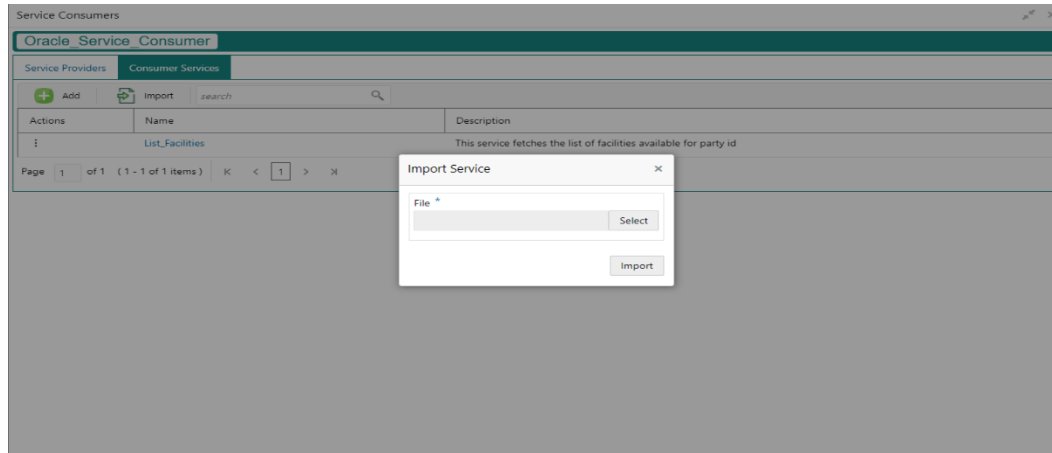 Service Consumers
Oracle_Service_Consumer
Service Providers Consumer Services
Add Import search
Actions Name Description
List_Facilities This service fetches the list of facilities available for party id
Page 1 of 1 (1 - 1 of 1 items) K < 1 > >|
Import Service ×
File *
Select
Import